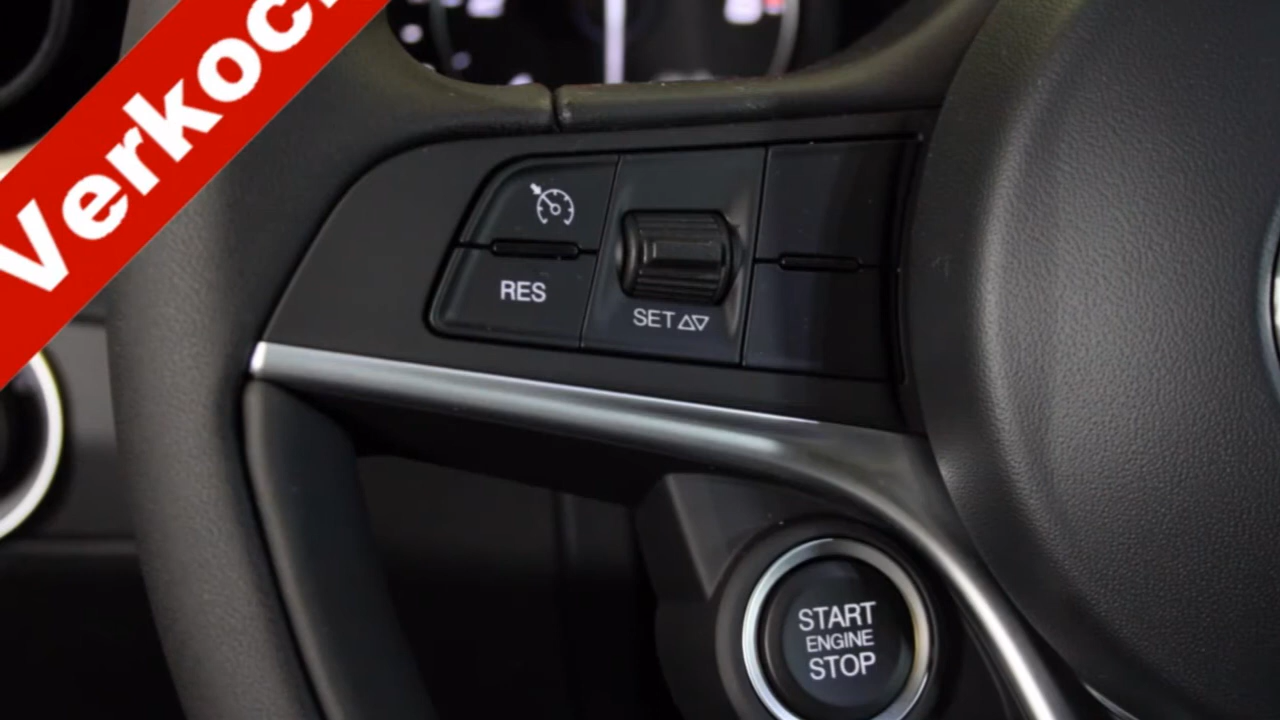 Verkoc
RES
SET
START
ENGINE
STOP